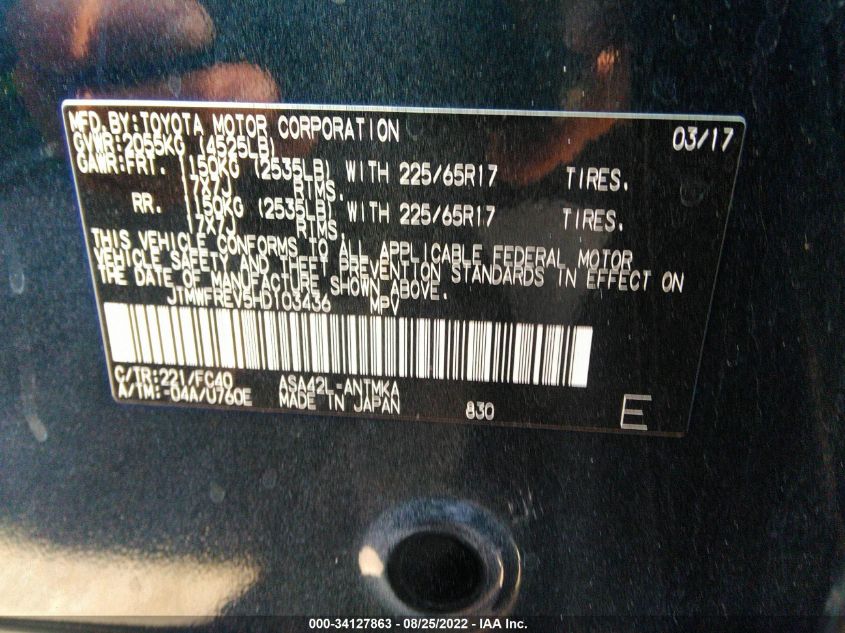 MFD.BY:TOYOTA MOTOR CORPORATION 03/17
GVWR:2055KG (4525LB)
GAWR:FRT. 1150KG (2535LB) WITH 225/65R17 TIRES.
17X7J RIMS.
RR. 1150KG (2535LB) WITH 225/65R17 TIRES.
17X7J RIMS.
THIS VEHICLE CONFORMS TO ALL APPLICABLE FEDERAL MOTOR
VEHICLE SAFETY AND THEFT PREVENTION STANDARDS IN EFFECT ON
THE DATE OF MANUFACTURE SHOWN ABOVE.
JTMWFREV5HD103436 MPV
C/TR:221/FC40 ASA42L-ANTMKA
A/TM:-04A/U760E MADE IN JAPAN 830 E
000-34127863 - 08/25/2022 - IAA Inc.